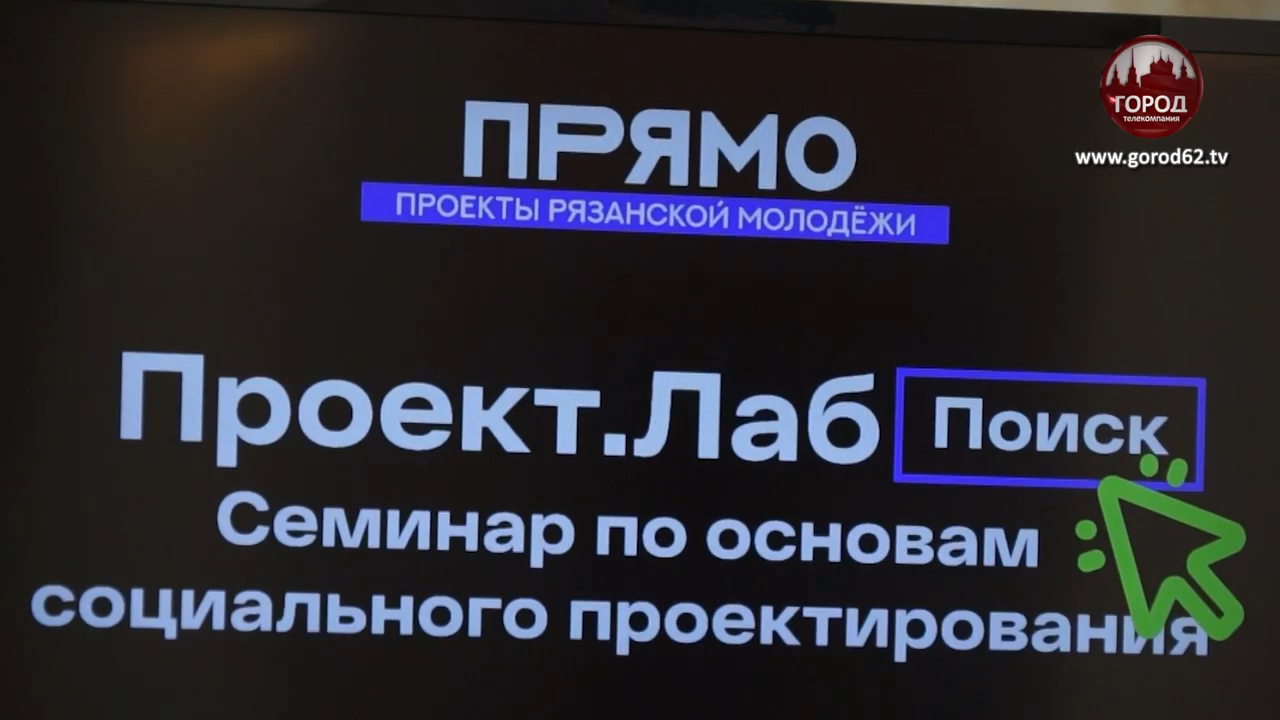 ГОРОД
телекомпания
www.gorod62.tv
ПРЯМО
ПРОЕКТЫ РЯЗАНСКОЙ МОЛОДЁЖИ
Проект.Лаб Поиск
Семинар по основам
социального проектирования